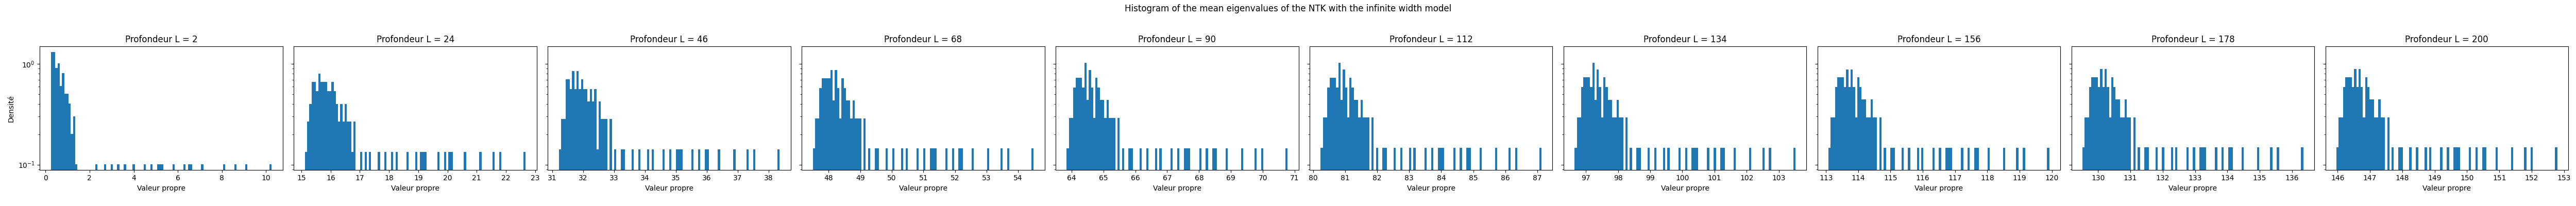 Histogram of the mean eigenvalues of the NTK with the infinite width model
Profondeur L = 2
Profondeur L = 24
Profondeur L = 46
Profondeur L = 68
Profondeur L = 90
Profondeur L = 112
Profondeur L = 134
Profondeur L = 156
Profondeur L = 178
Profondeur L = 200
Densité
10⁰
10⁻¹
0 2 4 6 8 10
15 16 17 18 19 20 21 22 23
31 32 33 34 35 36 37 38
48 49 50 51 52 53 54
64 65 66 67 68 69 70 71
80 81 82 83 84 85 86 87
97 98 99 100 101 102 103
113 114 115 116 117 118 119 120
130 131 132 133 134 135 136
146 147 148 149 150 151 152 153
Valeur propre
Valeur propre
Valeur propre
Valeur propre
Valeur propre
Valeur propre
Valeur propre
Valeur propre
Valeur propre
Valeur propre